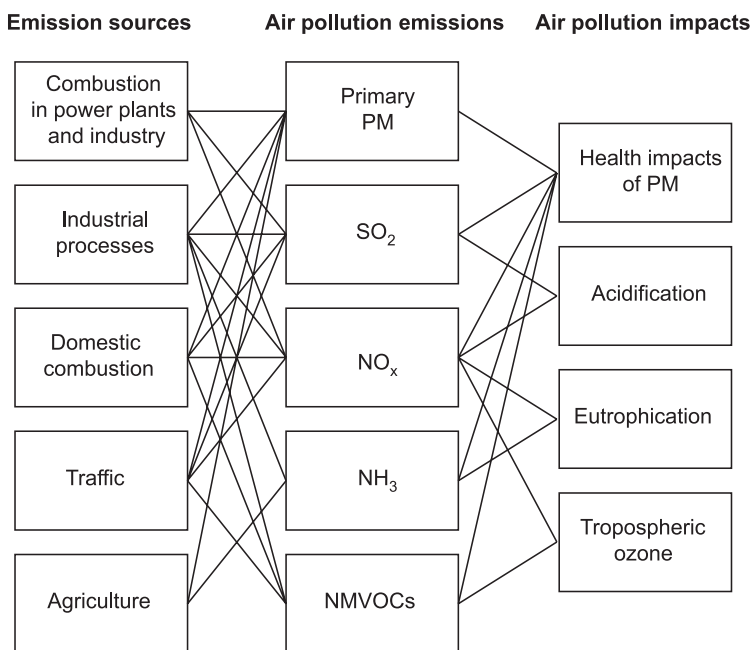 Emission sources
Air pollution emissions
Air pollution impacts
Combustion
in power plants
and industry
Industrial
processes
Domestic
combustion
Traffic
Agriculture
Primary
PM
SO₂
NOₓ
NH₃
NMVOCs
Health impacts
of PM
Acidification
Eutrophication
Tropospheric
ozone